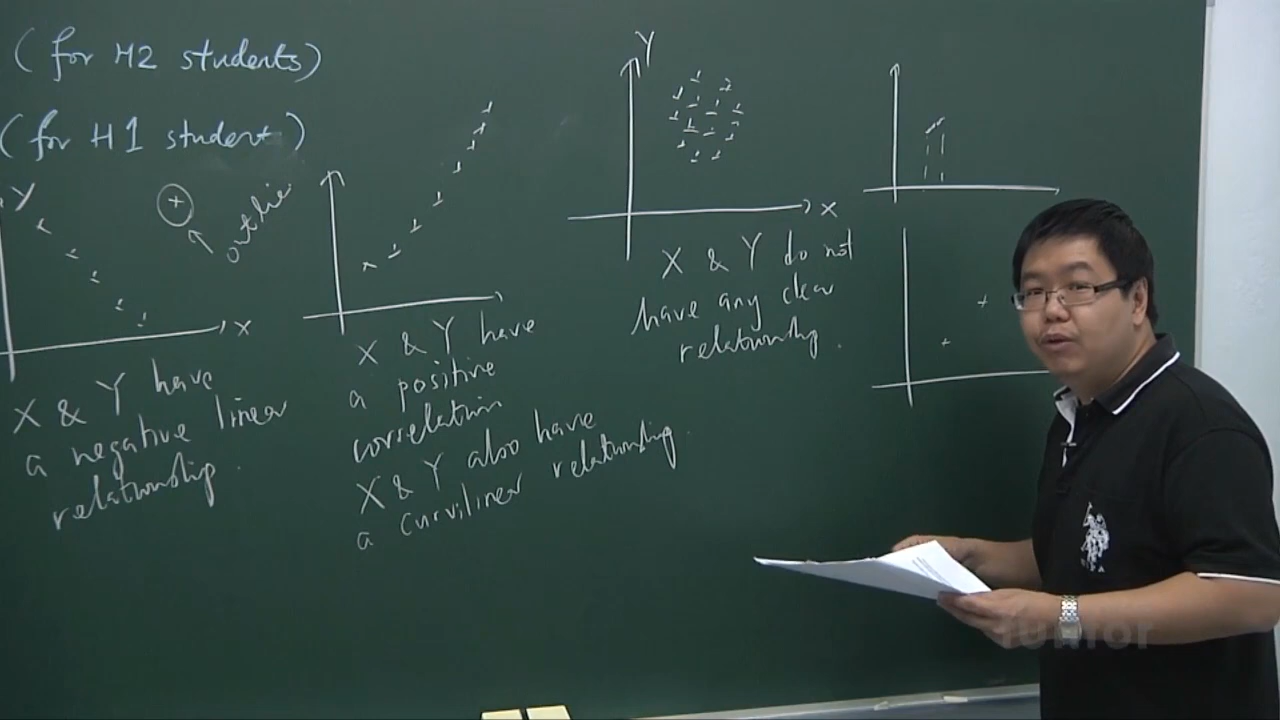 (for H2 students)
(for H1 student)
Y
outlie
X
X & Y have
a negative linear
relationship.
X & Y have
a positive
correlation
X & Y also have
a curvilinear relationship.
Y
X
X & Y do not
have any clear
relationship.